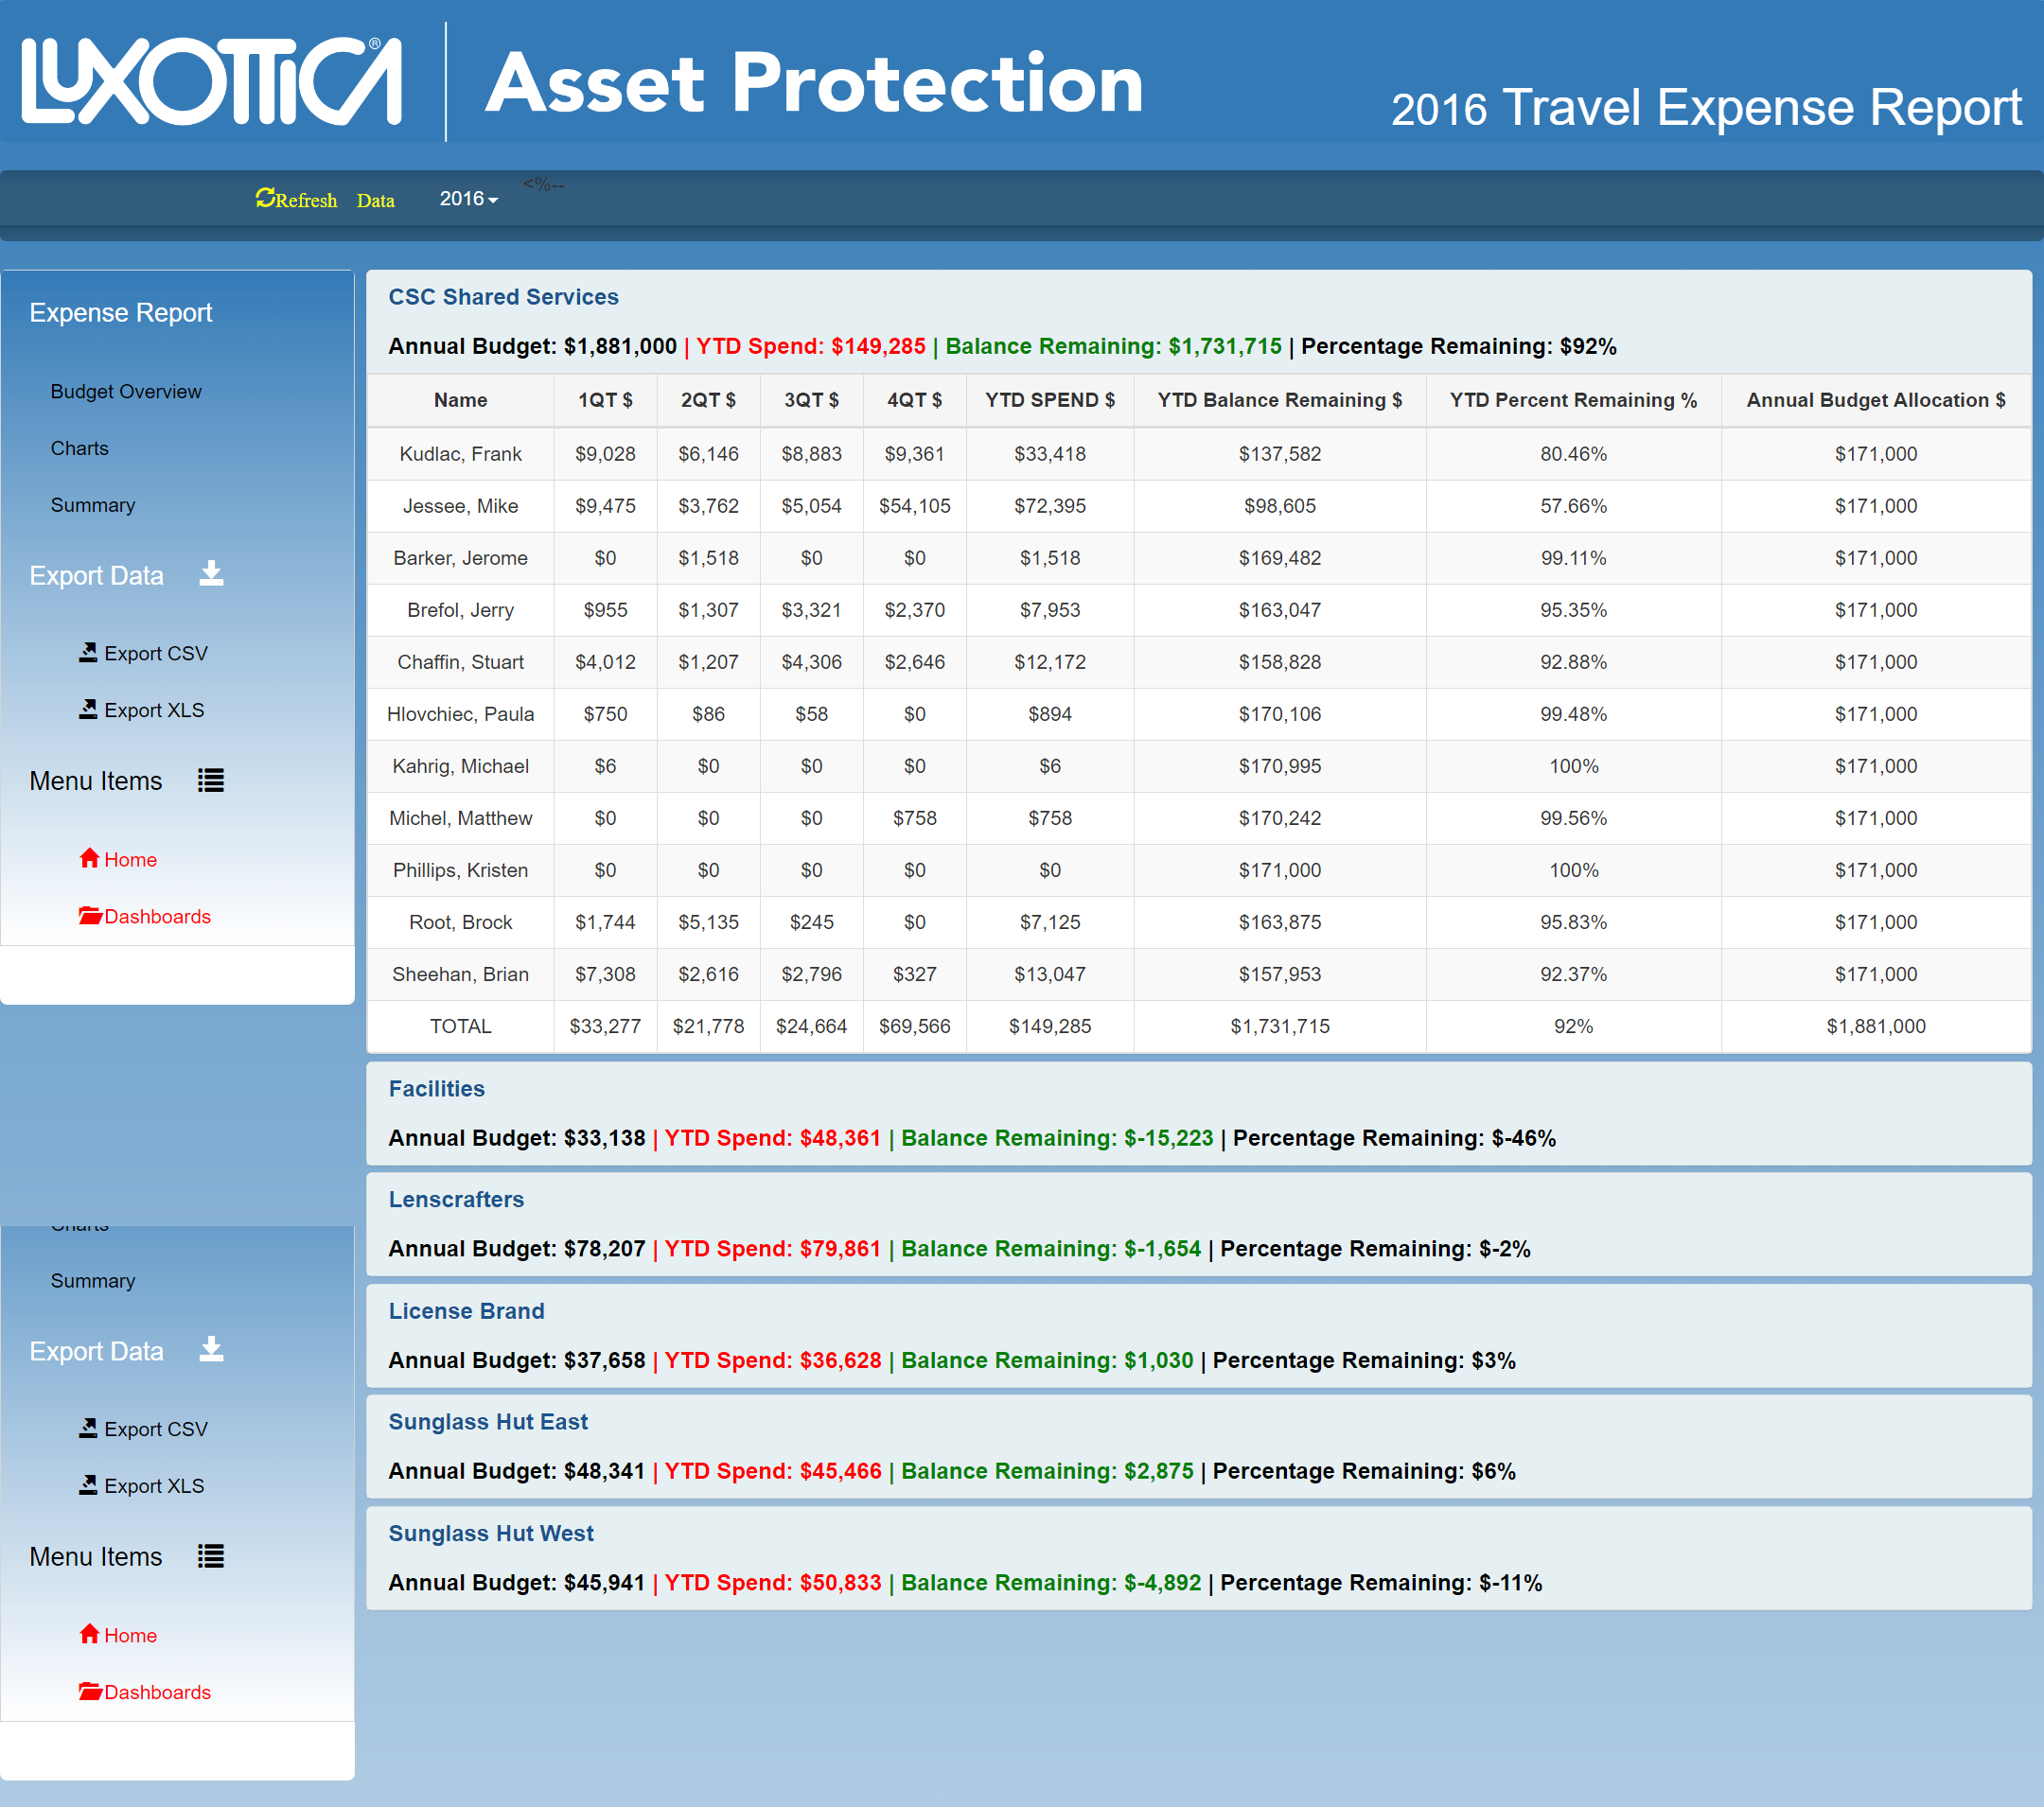 LUXOTTICA® Asset Protection 2016 Travel Expense Report
Refresh Data 2016 <%--
Expense Report
Budget Overview
Charts
Summary
Export Data
Export CSV
Export XLS
Menu Items
Home
Dashboards
CSC Shared Services
Annual Budget: $1,881,000 | YTD Spend: $149,285 | Balance Remaining: $1,731,715 | Percentage Remaining: $92%
Name 1QT $ 2QT $ 3QT $ 4QT $ YTD SPEND $ YTD Balance Remaining $ YTD Percent Remaining % Annual Budget Allocation $
Kudlac, Frank $9,028 $6,146 $8,883 $9,361 $33,418 $137,582 80.46% $171,000
Jessee, Mike $9,475 $3,762 $5,054 $54,105 $72,395 $98,605 57.66% $171,000
Barker, Jerome $0 $1,518 $0 $0 $1,518 $169,482 99.11% $171,000
Brefol, Jerry $955 $1,307 $3,321 $2,370 $7,953 $163,047 95.35% $171,000
Chaffin, Stuart $4,012 $1,207 $4,306 $2,646 $12,172 $158,828 92.88% $171,000
Hlovchiec, Paula $750 $86 $58 $0 $894 $170,106 99.48% $171,000
Kahrig, Michael $6 $0 $0 $0 $6 $170,995 100% $171,000
Michel, Matthew $0 $0 $0 $758 $758 $170,242 99.56% $171,000
Phillips, Kristen $0 $0 $0 $0 $0 $171,000 100% $171,000
Root, Brock $1,744 $5,135 $245 $0 $7,125 $163,875 95.83% $171,000
Sheehan, Brian $7,308 $2,616 $2,796 $327 $13,047 $157,953 92.37% $171,000
TOTAL $33,277 $21,778 $24,664 $69,566 $149,285 $1,731,715 92% $1,881,000
Facilities
Annual Budget: $33,138 | YTD Spend: $48,361 | Balance Remaining: $-15,223 | Percentage Remaining: $-46%
Lenscrafters
Annual Budget: $78,207 | YTD Spend: $79,861 | Balance Remaining: $-1,654 | Percentage Remaining: $-2%
License Brand
Annual Budget: $37,658 | YTD Spend: $36,628 | Balance Remaining: $1,030 | Percentage Remaining: $3%
Sunglass Hut East
Annual Budget: $48,341 | YTD Spend: $45,466 | Balance Remaining: $2,875 | Percentage Remaining: $6%
Sunglass Hut West
Annual Budget: $45,941 | YTD Spend: $50,833 | Balance Remaining: $-4,892 | Percentage Remaining: $-11%
Charts
Summary
Export Data
Export CSV
Export XLS
Menu Items
Home
Dashboards